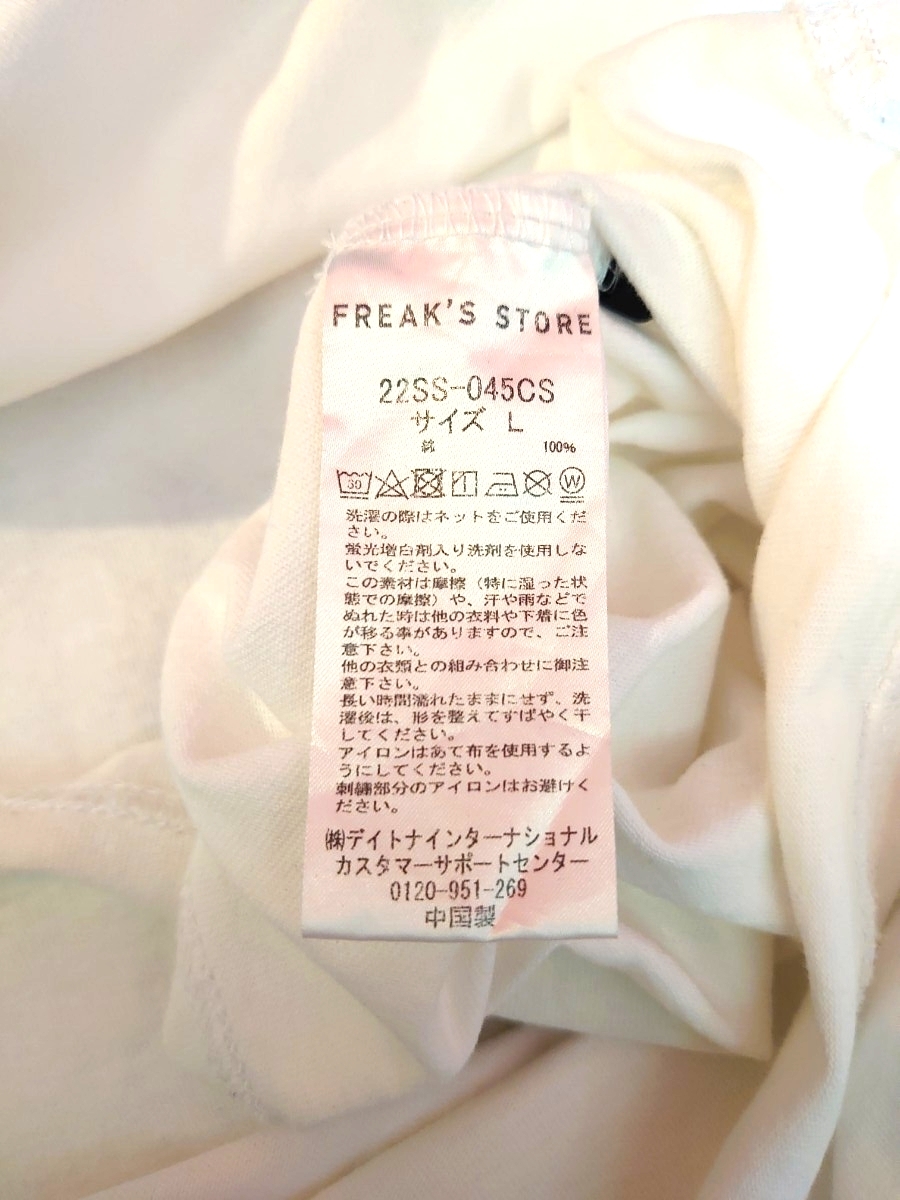 FREAK'S STORE
22SS-045CS
サイズ L
綿 100%
30 W
洗濯の際はネットをご使用くだ
さい。
蛍光増白剤入り洗剤を使用しな
いでください。
この素材は摩擦（特に湿った状
態での摩擦）や、汗や雨などで
ぬれた時は他の衣料や下着に色
が移る事がありますので、ご注
意下さい。
他の衣類との組み合わせに御注
意下さい。
長い時間濡れたままにせず、洗
濯後は、形を整えてすばやく干
してください。
アイロンはあて布を使用するよ
うにしてください。
刺繍部分のアイロンはお避けく
ださい。
㈱デイトナインターナショナル
カスタマーサポートセンター
0120-951-269
中国製